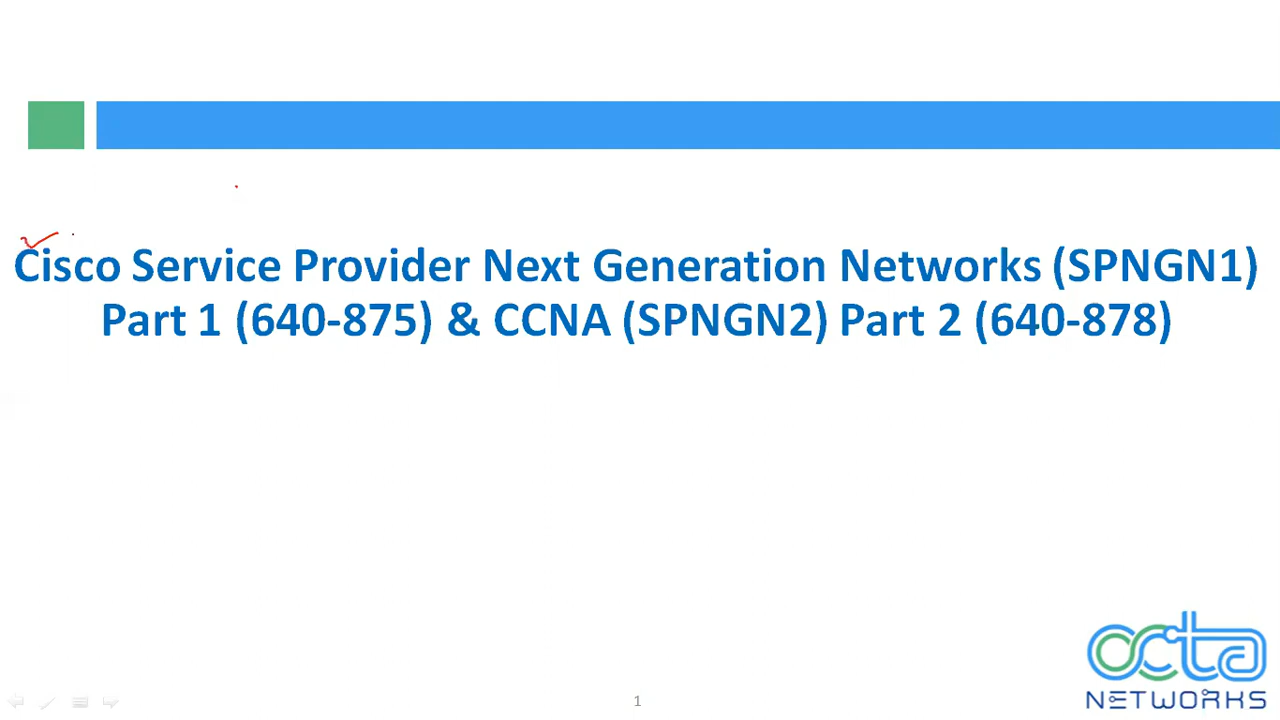 Cisco Service Provider Next Generation Networks (SPNGN1)
Part 1 (640-875) & CCNA (SPNGN2) Part 2 (640-878)
octa
NETWORKS
1